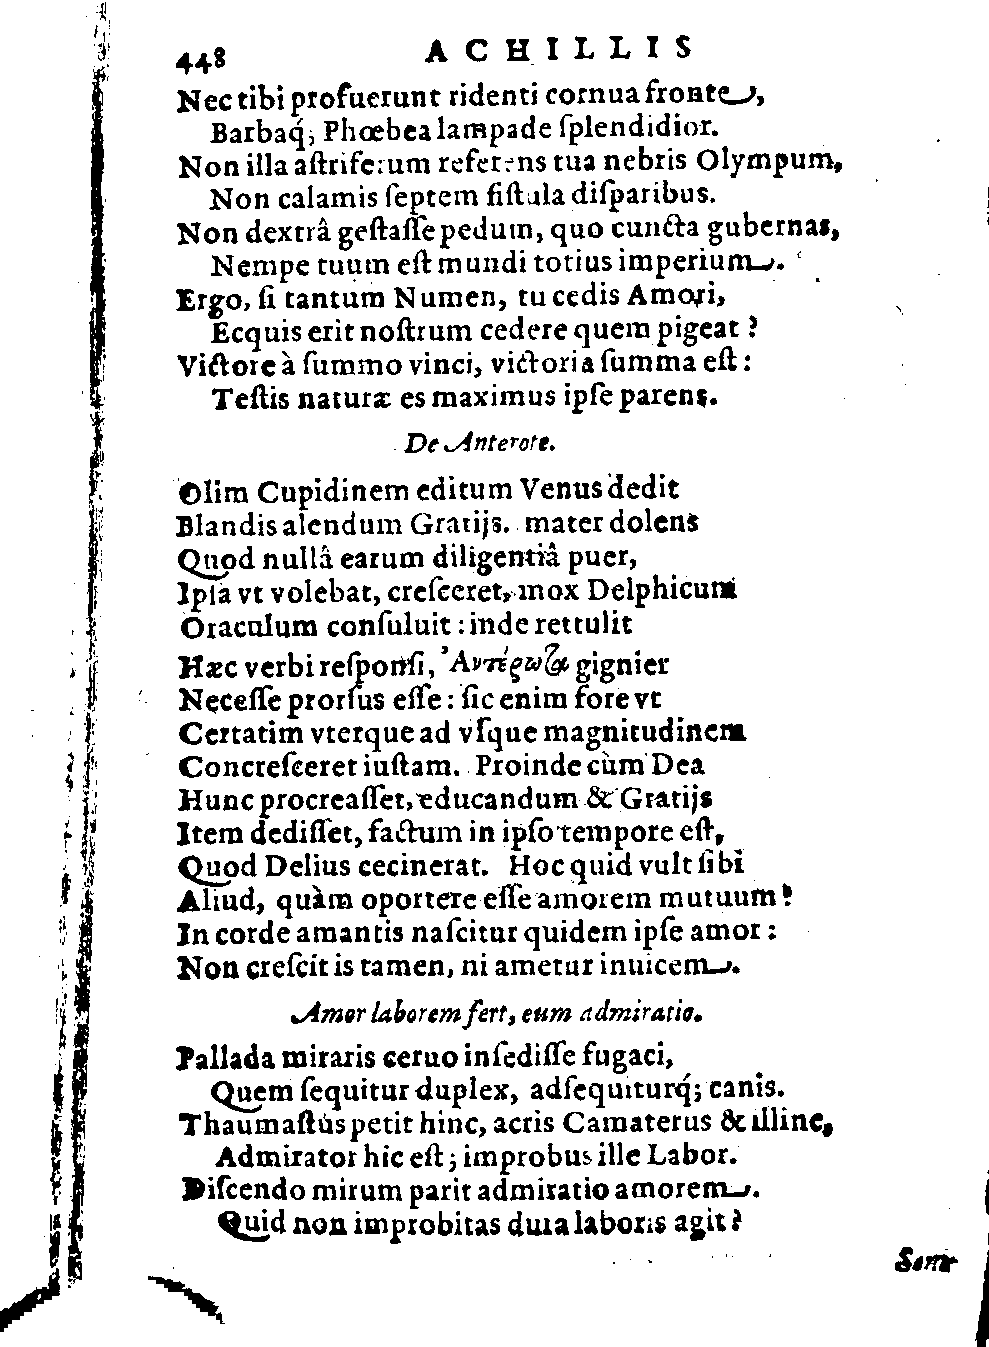 448 ACHILLIS
Nec tibi profuerunt ridenti cornua fronte,
Barbaq́; Phœbea lampade ſplendidior.
Non illa aſtriferum referens tua nebris Olympum,
Non calamis ſeptem fiſtula diſparibus.
Non dextrâ geſtaſſe pedum, quo cuncta gubernas,
Nempe tuum eſt mundi totius imperium.
Ergo, ſi tantum Numen, tu cedis Amori,
Ecquis erit noſtrum cedere quem pigeat?
Victore à ſummo vinci, victoria ſumma eſt:
Teſtis naturæ es maximus ipſe parens.
De Anterote.
Olim Cupidinem editum Venus dedit
Blandis alendum Gratijs. mater dolens
Quod nullâ earum diligentiâ puer,
Ipſa vt volebat, creſceret, mox Delphicum
Oraculum conſuluit: inde rettulit
Hæc verbi reſponſi, Ἀντέρωτα gignier
Neceſſe prorſus eſſe: ſic enim fore vt
Certatim vterque ad vſque magnitudinem
Concreſceret iuſtam. Proinde cùm Dea
Hunc procreaſſet, educandum & Gratijs
Item dediſſet, factum in ipſo tempore eſt,
Quod Delius cecinerat. Hoc quid vult ſibi
Aliud, quàm oportere eſſe amorem mutuum?
In corde amantis naſcitur quidem ipſe amor:
Non creſcit is tamen, ni ametur inuicem.
Amor laborem fert, eum admiratio.
Pallada miraris ceruo inſediſſe fugaci,
Quem ſequitur duplex, adſequiturq́; canis.
Thaumaſtùs petit hinc, acris Camaterus & illinc,
Admirator hic eſt; improbus ille Labor.
Diſcendo mirum parit admiratio amorem.
Quid non improbitas dura laboris agit?
Som